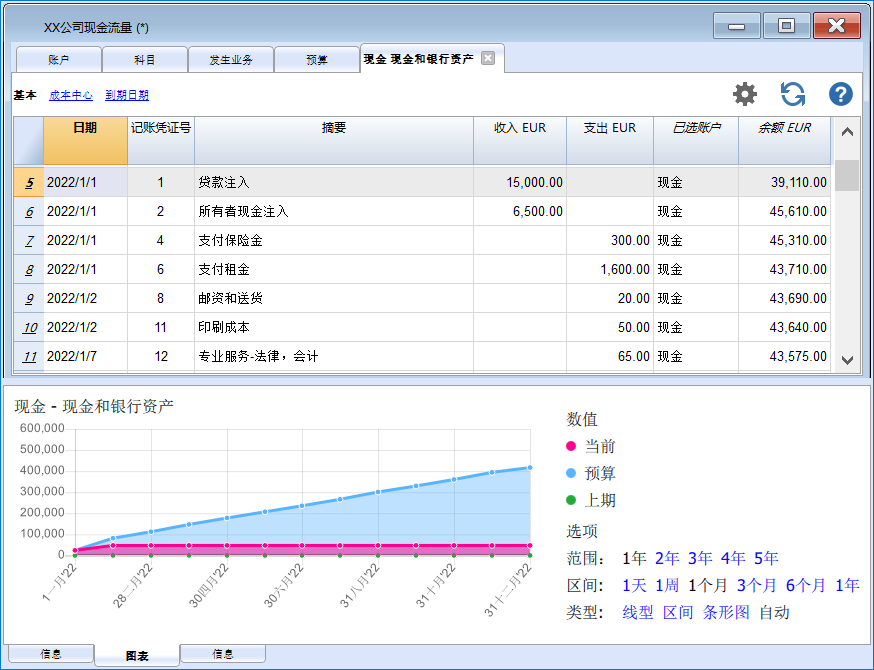 XX公司现金流量 (*)
账户 科目 发生业务 预算 现金 现金和银行资产
基本 成本中心 到期日期
日期 记账凭证号 摘要 收入 EUR 支出 EUR 已选账户 余额 EUR
5 2022/1/1 1 贷款注入 15,000.00 现金 39,110.00
6 2022/1/1 2 所有者现金注入 6,500.00 现金 45,610.00
7 2022/1/1 4 支付保险金 300.00 现金 45,310.00
8 2022/1/1 6 支付租金 1,600.00 现金 43,710.00
9 2022/1/2 8 邮资和送货 20.00 现金 43,690.00
10 2022/1/2 11 印刷成本 50.00 现金 43,640.00
11 2022/1/7 12 专业服务-法律，会计 65.00 现金 43,575.00
现金 - 现金和银行资产
600,000
500,000
400,000
300,000
200,000
100,000
0
1一月'22 28二月'22 30四月'22 30六月'22 31八月'22 31十月'22 31十二月'22
数值
当前
预算
上期
选项
范围： 1年 2年 3年 4年 5年
区间： 1天 1周 1个月 3个月 6个月 1年
类型： 线型 区间 条形图 自动
信息 图表 信息